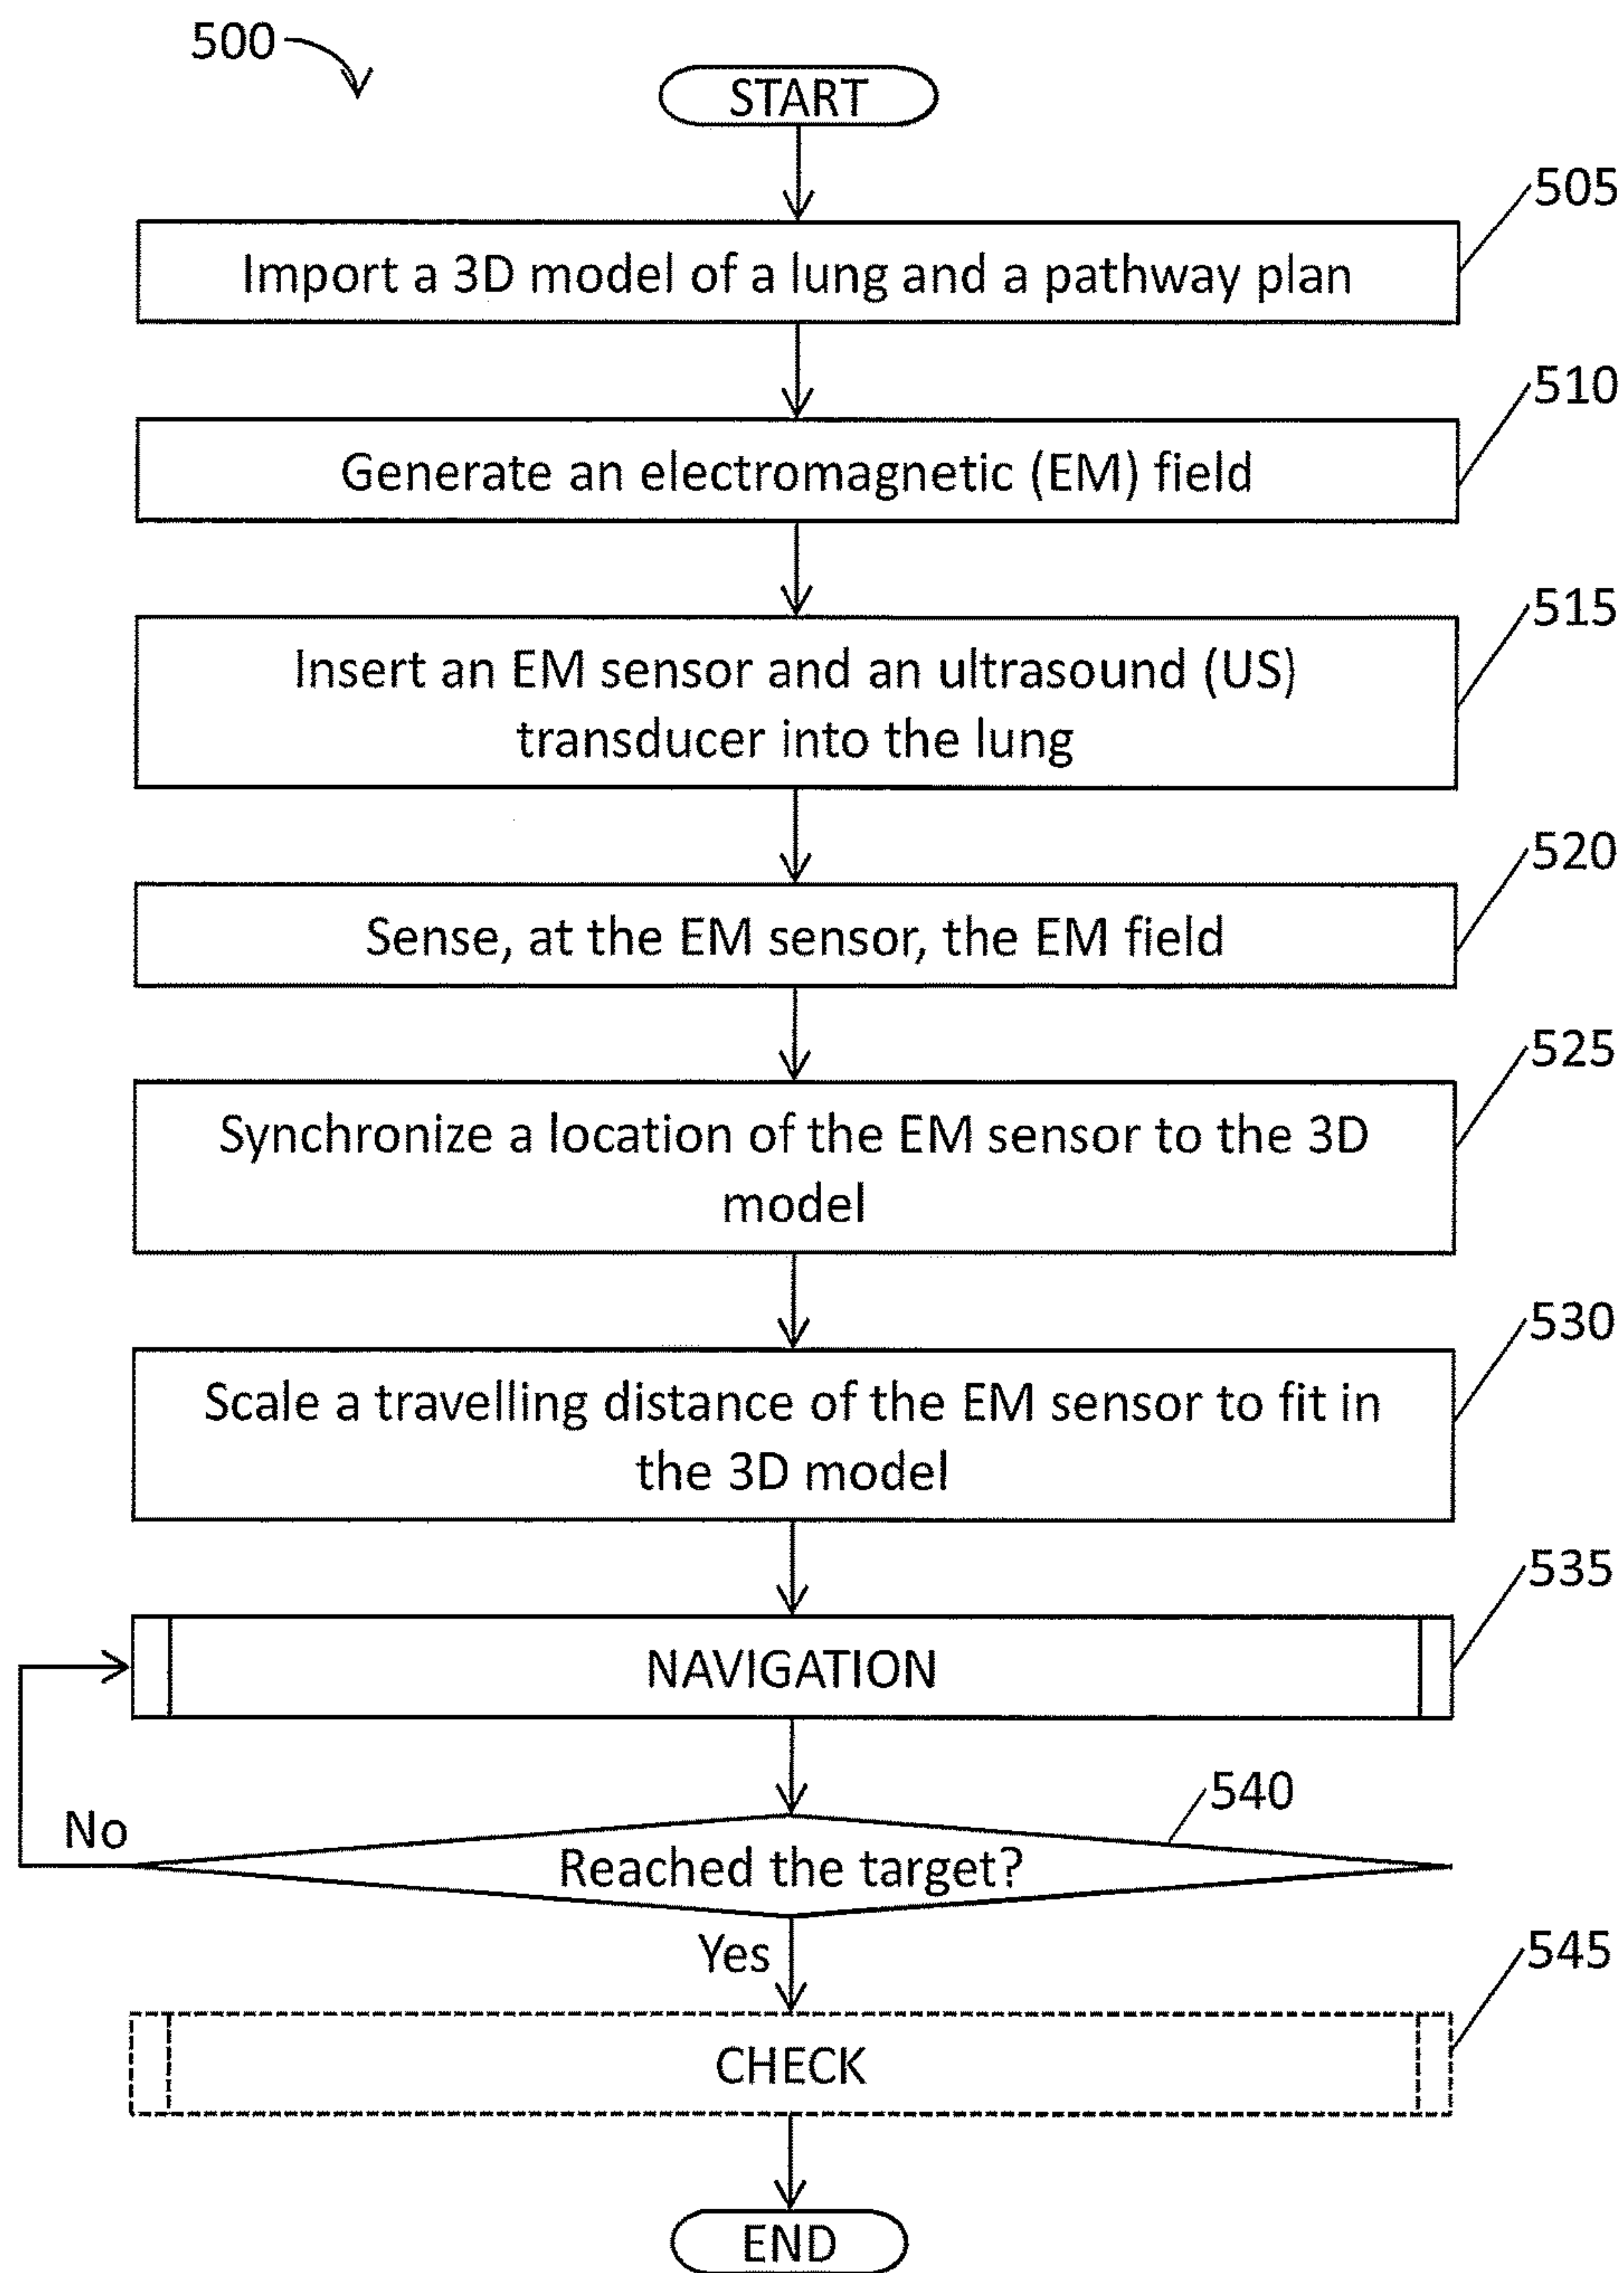 500
START
505
Import a 3D model of a lung and a pathway plan
510
Generate an electromagnetic (EM) field
515
Insert an EM sensor and an ultrasound (US)
transducer into the lung
520
Sense, at the EM sensor, the EM field
525
Synchronize a location of the EM sensor to the 3D
model
530
Scale a travelling distance of the EM sensor to fit in
the 3D model
535
NAVIGATION
540
No
Reached the target?
Yes
545
CHECK
END